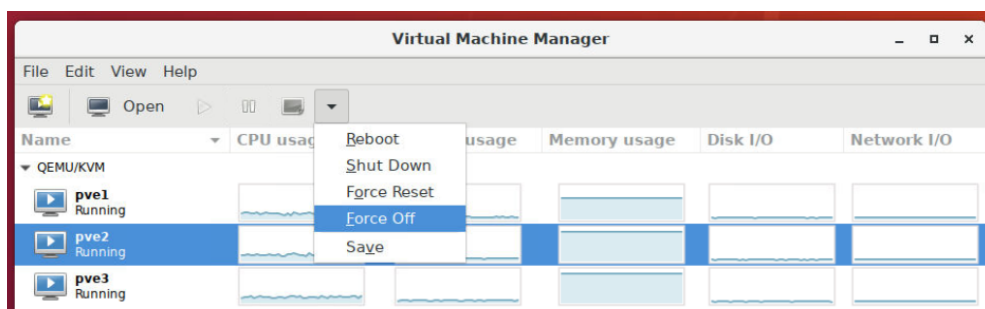 Virtual Machine Manager
File Edit View Help
Open
Name CPU usag usage Memory usage Disk I/O Network I/O
Reboot
Shut Down
Force Reset
Force Off
Save
QEMU/KVM
pve1
Running
pve2
Running
pve3
Running